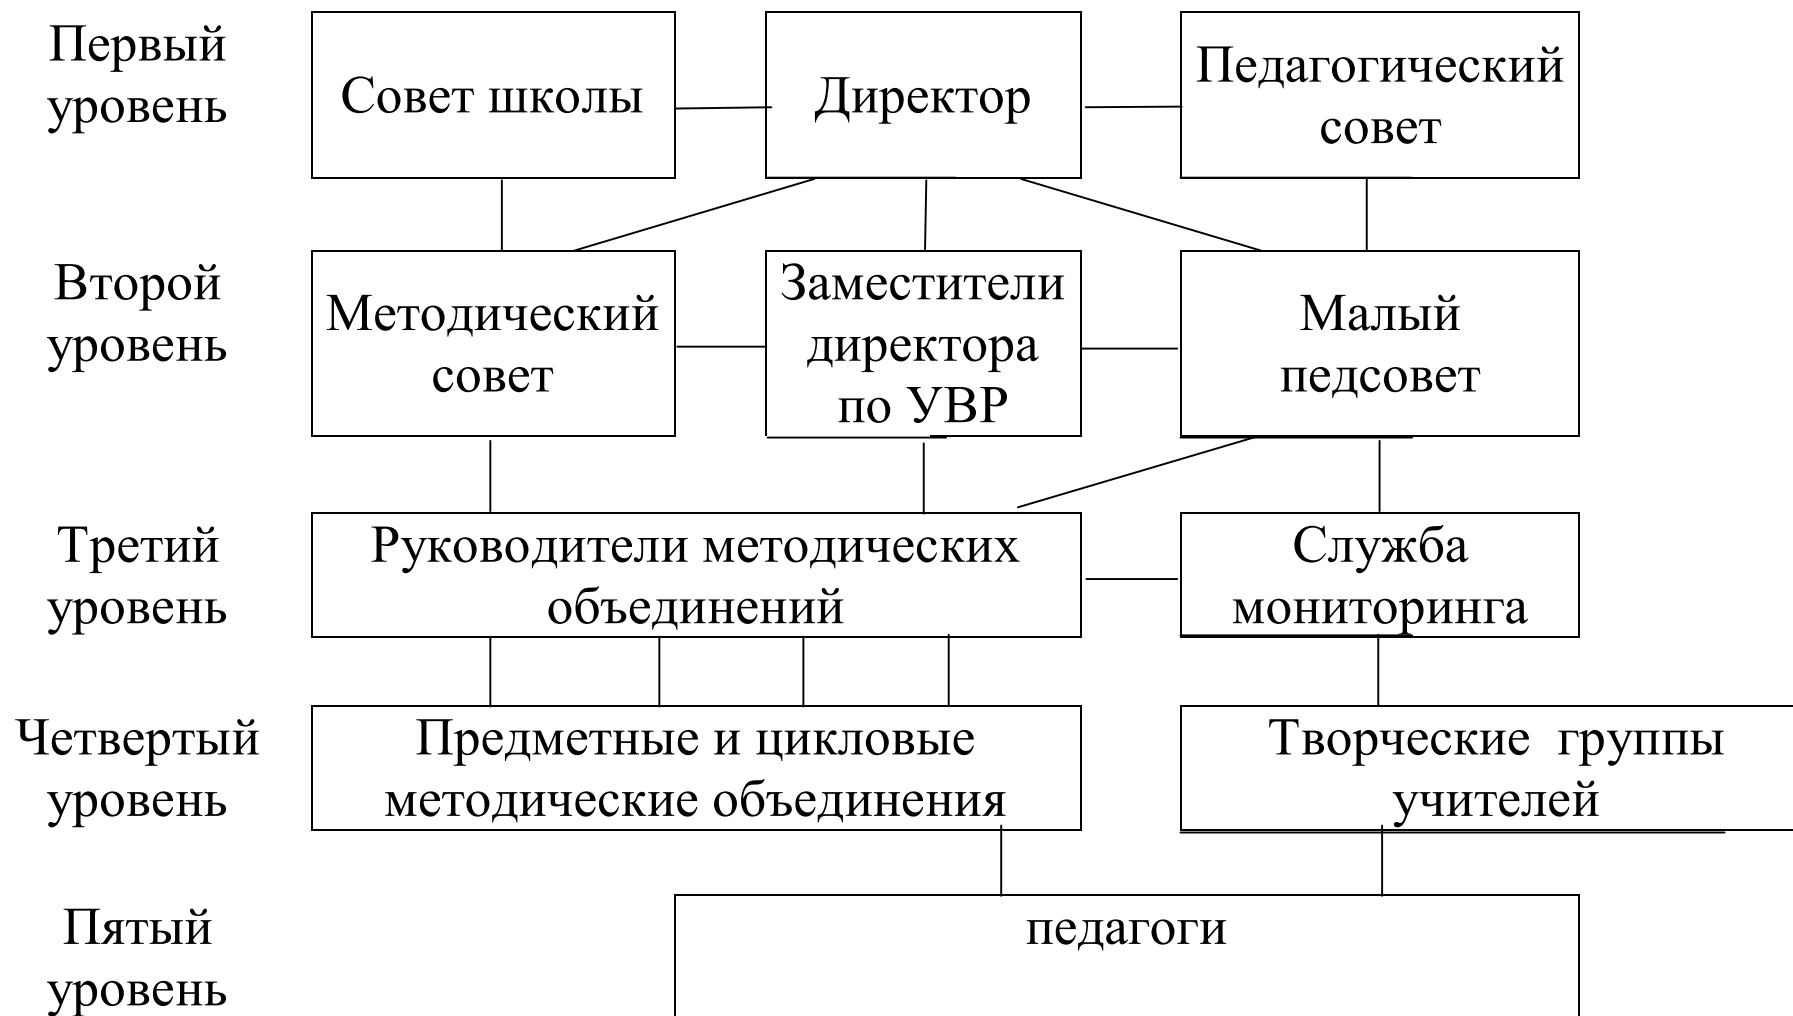 Первый
уровень
Совет школы
Директор
Педагогический
совет
Второй
уровень
Методический
совет
Заместители
директора
по УВР
Малый
педсовет
Третий
уровень
Руководители методических
объединений
Служба
мониторинга
Четвертый
уровень
Предметные и цикловые
методические объединения
Творческие группы
учителей
Пятый
уровень
педагоги